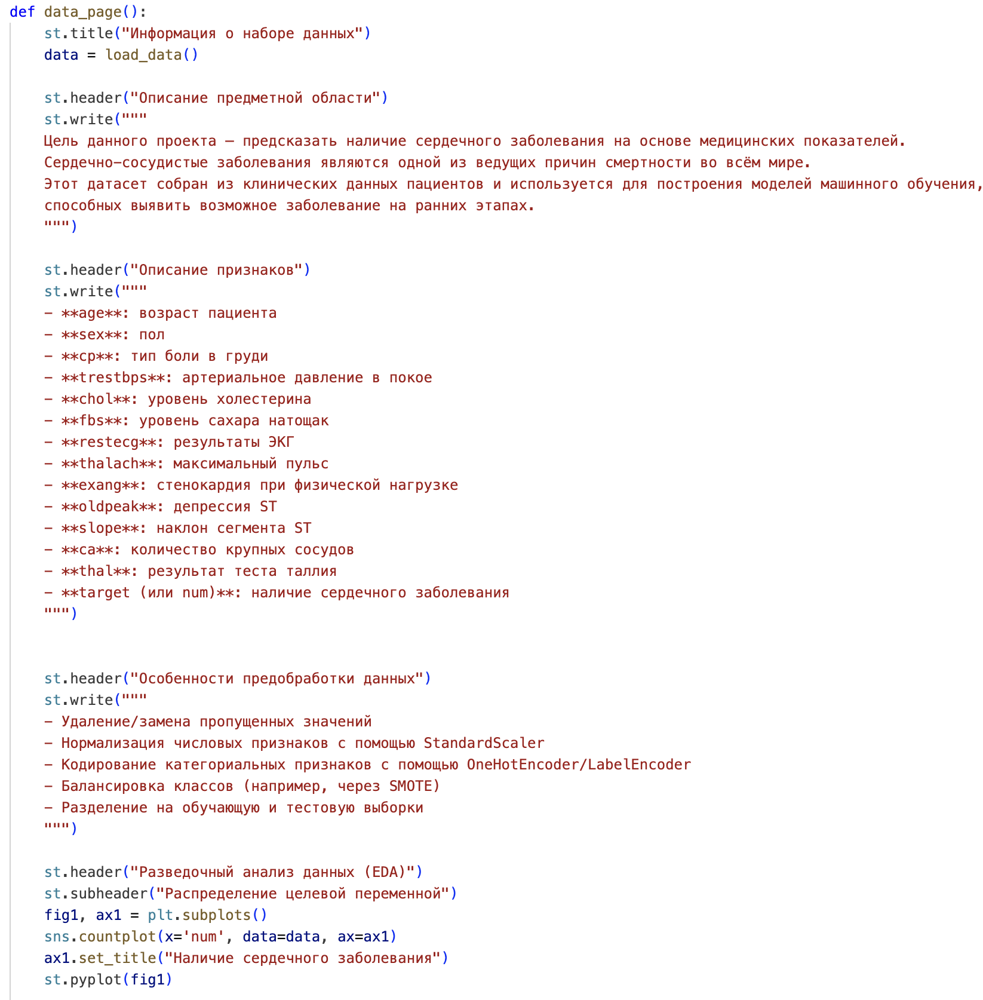 def data_page():
    st.title("Информация о наборе данных")
    data = load_data()

    st.header("Описание предметной области")
    st.write("""
    Цель данного проекта — предсказать наличие сердечного заболевания на основе медицинских показателей.
    Сердечно-сосудистые заболевания являются одной из ведущих причин смертности во всём мире.
    Этот датасет собран из клинических данных пациентов и используется для построения моделей машинного обучения,
    способных выявить возможное заболевание на ранних этапах.
    """)

    st.header("Описание признаков")
    st.write("""
    - **age**: возраст пациента
    - **sex**: пол
    - **cp**: тип боли в груди
    - **trestbps**: артериальное давление в покое
    - **chol**: уровень холестерина
    - **fbs**: уровень сахара натощак
    - **restecg**: результаты ЭКГ
    - **thalach**: максимальный пульс
    - **exang**: стенокардия при физической нагрузке
    - **oldpeak**: депрессия ST
    - **slope**: наклон сегмента ST
    - **ca**: количество крупных сосудов
    - **thal**: результат теста таллия
    - **target (или num)**: наличие сердечного заболевания
    """)


    st.header("Особенности предобработки данных")
    st.write("""
    - Удаление/замена пропущенных значений
    - Нормализация числовых признаков с помощью StandardScaler
    - Кодирование категориальных признаков с помощью OneHotEncoder/LabelEncoder
    - Балансировка классов (например, через SMOTE)
    - Разделение на обучающую и тестовую выборки
    """)

    st.header("Разведочный анализ данных (EDA)")
    st.subheader("Распределение целевой переменной")
    fig1, ax1 = plt.subplots()
    sns.countplot(x='num', data=data, ax=ax1)
    ax1.set_title("Наличие сердечного заболевания")
    st.pyplot(fig1)